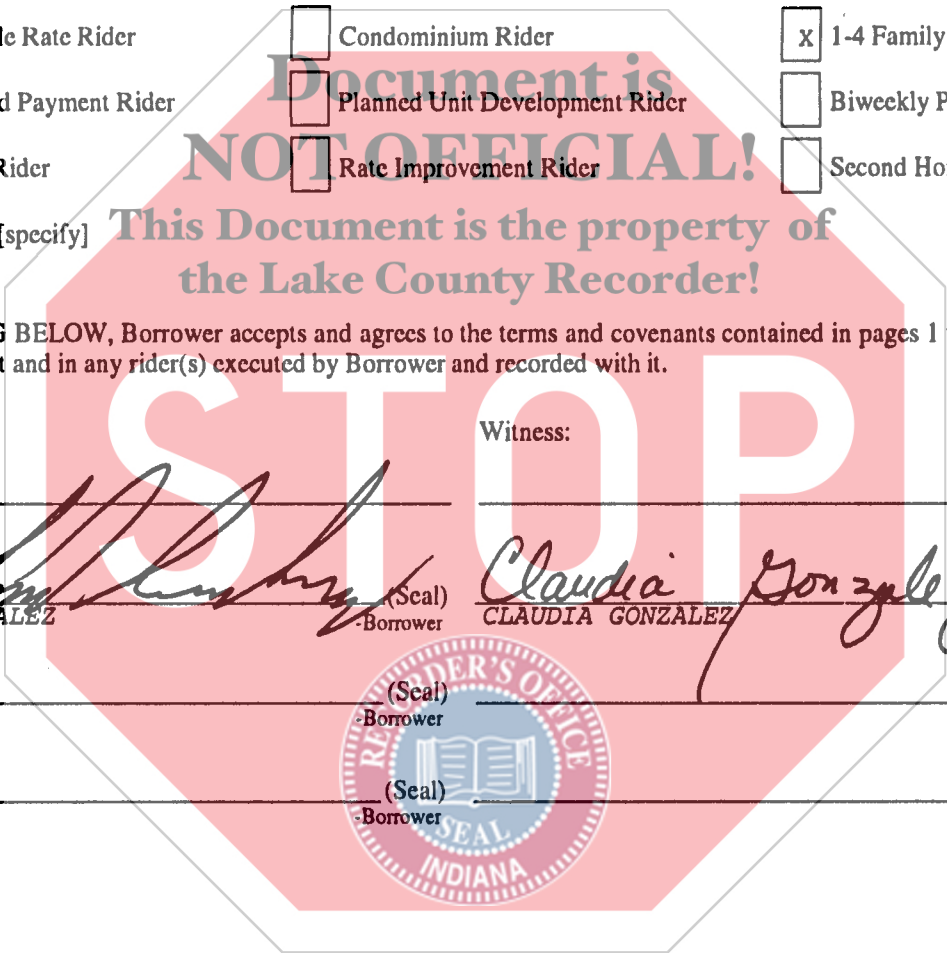 e Rate Rider Condominium Rider x 1-4 Family
Document is
d Payment Rider Planned Unit Development Rider Biweekly P
NOT OFFICIAL!
Rider Rate Improvement Rider Second Ho
This Document is the property of
[specify]
the Lake County Recorder!
G BELOW, Borrower accepts and agrees to the terms and covenants contained in pages 1
t and in any rider(s) executed by Borrower and recorded with it.
STOP
Witness:
Claudia Gonzale
(Seal)
ALEZ -Borrower CLAUDIA GONZALEZ
(Seal)
-Borrower
(Seal)
-Borrower
RECORDER'S OFFICE
SEAL
INDIANA